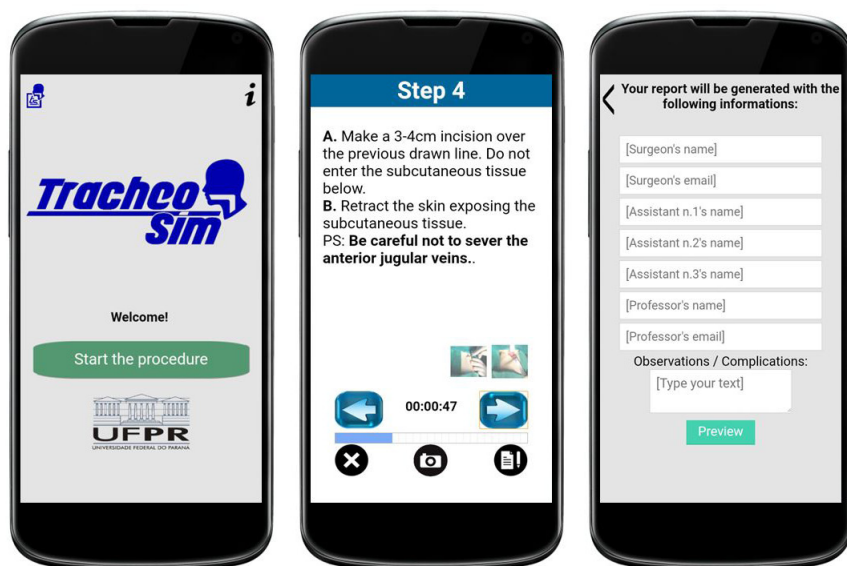 i
Tracheo
Sim
Welcome!
Start the procedure
UFPR
UNIVERSIDADE FEDERAL DO PARANÁ
Step 4
A. Make a 3-4cm incision over
the previous drawn line. Do not
enter the subcutaneous tissue
below.
B. Retract the skin exposing the
subcutaneous tissue.
PS: Be careful not to sever the
anterior jugular veins..
00:00:47
Your report will be generated with the
following informations:
[Surgeon's name]
[Surgeon's email]
[Assistant n.1's name]
[Assistant n.2's name]
[Assistant n.3's name]
[Professor's name]
[Professor's email]
Observations / Complications:
[Type your text]
Preview